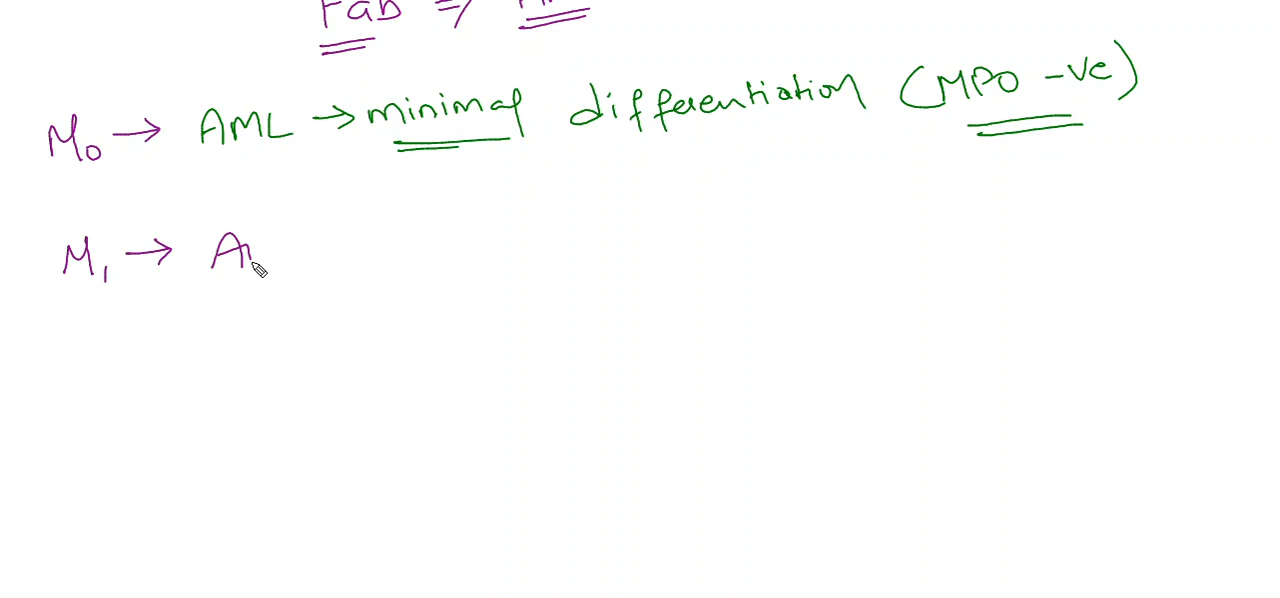 Fab ⇒
M0 → AML → minimal differentiation (MPO -ve)
M1 → A